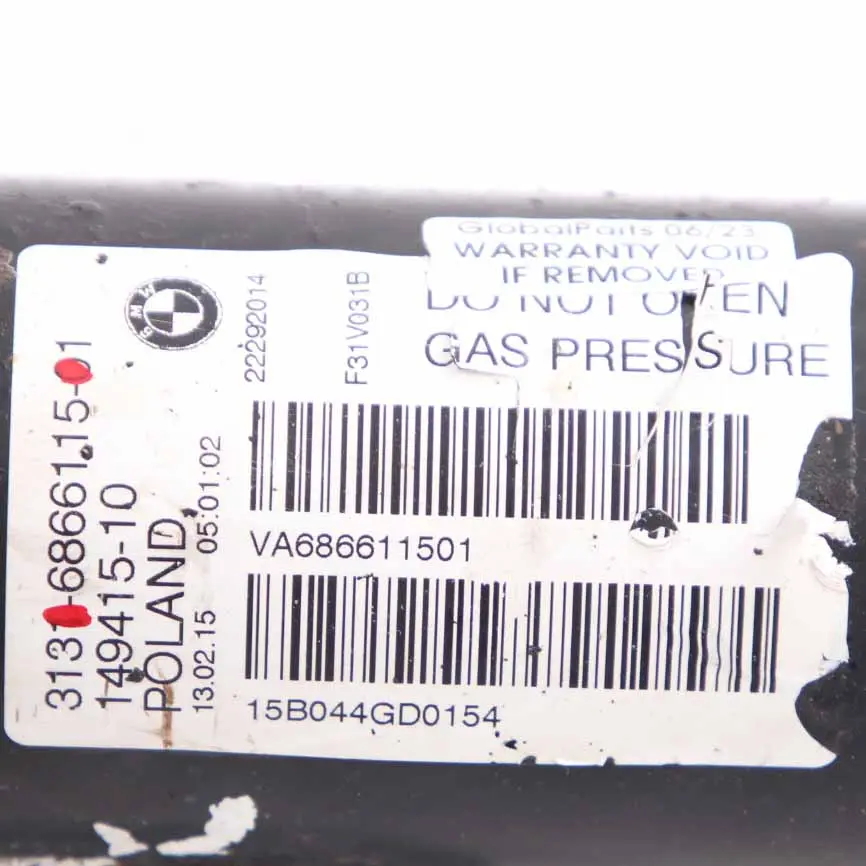 BMW
3131-6866115-01
149415-10
POLAND
13.02.15 05:01:02
22292014
F31V031B
GlobalParts 06/23
WARRANTY VOID
IF REMOVED
DO NOT OPEN
GAS PRESSURE
VA686611501
15B044GD0154